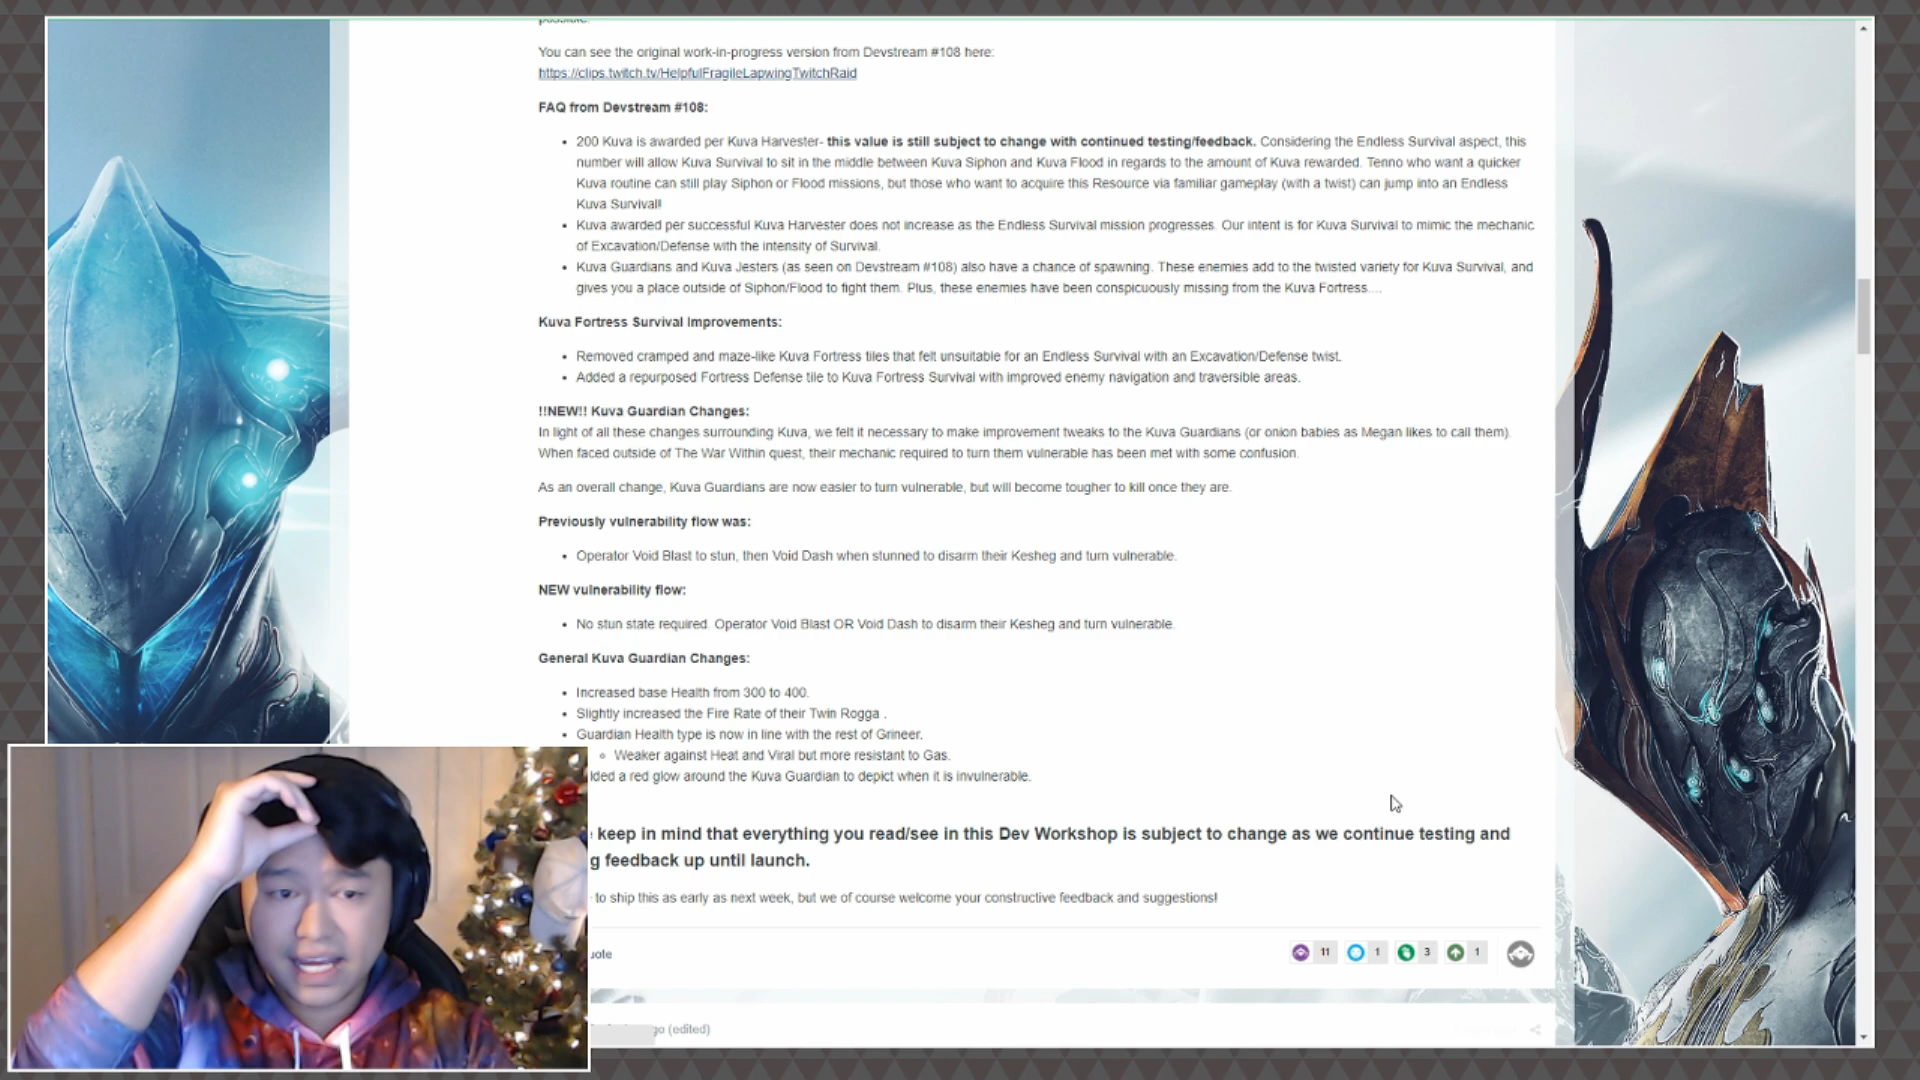 You can see the original work-in-progress version from Devstream #108 here:
https://clips.twitch.tv/HelpfulFragileLapwingTwitchRaid
FAQ from Devstream #108:
• 200 Kuva is awarded per Kuva Harvester- this value is still subject to change with continued testing/feedback. Considering the Endless Survival aspect, this
number will allow Kuva Survival to sit in the middle between Kuva Siphon and Kuva Flood in regards to the amount of Kuva rewarded. Tenno who want a quicker
Kuva routine can still play Siphon or Flood missions, but those who want to acquire this Resource via familiar gameplay (with a twist) can jump into an Endless
Kuva Survival!
• Kuva awarded per successful Kuva Harvester does not increase as the Endless Survival mission progresses. Our intent is for Kuva Survival to mimic the mechanic
of Excavation/Defense with the intensity of Survival.
• Kuva Guardians and Kuva Jesters (as seen on Devstream #108) also have a chance of spawning. These enemies add to the twisted variety for Kuva Survival, and
gives you a place outside of Siphon/Flood to fight them. Plus, these enemies have been conspicuously missing from the Kuva Fortress....
Kuva Fortress Survival Improvements:
• Removed cramped and maze-like Kuva Fortress tiles that felt unsuitable for an Endless Survival with an Excavation/Defense twist.
• Added a repurposed Fortress Defense tile to Kuva Fortress Survival with improved enemy navigation and traversible areas.
!!NEW!! Kuva Guardian Changes:
In light of all these changes surrounding Kuva, we felt it necessary to make improvement tweaks to the Kuva Guardians (or onion babies as Megan likes to call them).
When faced outside of The War Within quest, their mechanic required to turn them vulnerable has been met with some confusion.
As an overall change, Kuva Guardians are now easier to turn vulnerable, but will become tougher to kill once they are.
Previously vulnerability flow was:
• Operator Void Blast to stun, then Void Dash when stunned to disarm their Kesheg and turn vulnerable.
NEW vulnerability flow:
• No stun state required. Operator Void Blast OR Void Dash to disarm their Kesheg and turn vulnerable.
General Kuva Guardian Changes:
• Increased base Health from 300 to 400.
• Slightly increased the Fire Rate of their Twin Rogga .
• Guardian Health type is now in line with the rest of Grineer.
Weaker against Heat and Viral but more resistant to Gas.
dded a red glow around the Kuva Guardian to depict when it is invulnerable.
keep in mind that everything you read/see in this Dev Workshop is subject to change as we continue testing and
g feedback up until launch.
to ship this as early as next week, but we of course welcome your constructive feedback and suggestions!
uote
11 1 3 1
go (edited)